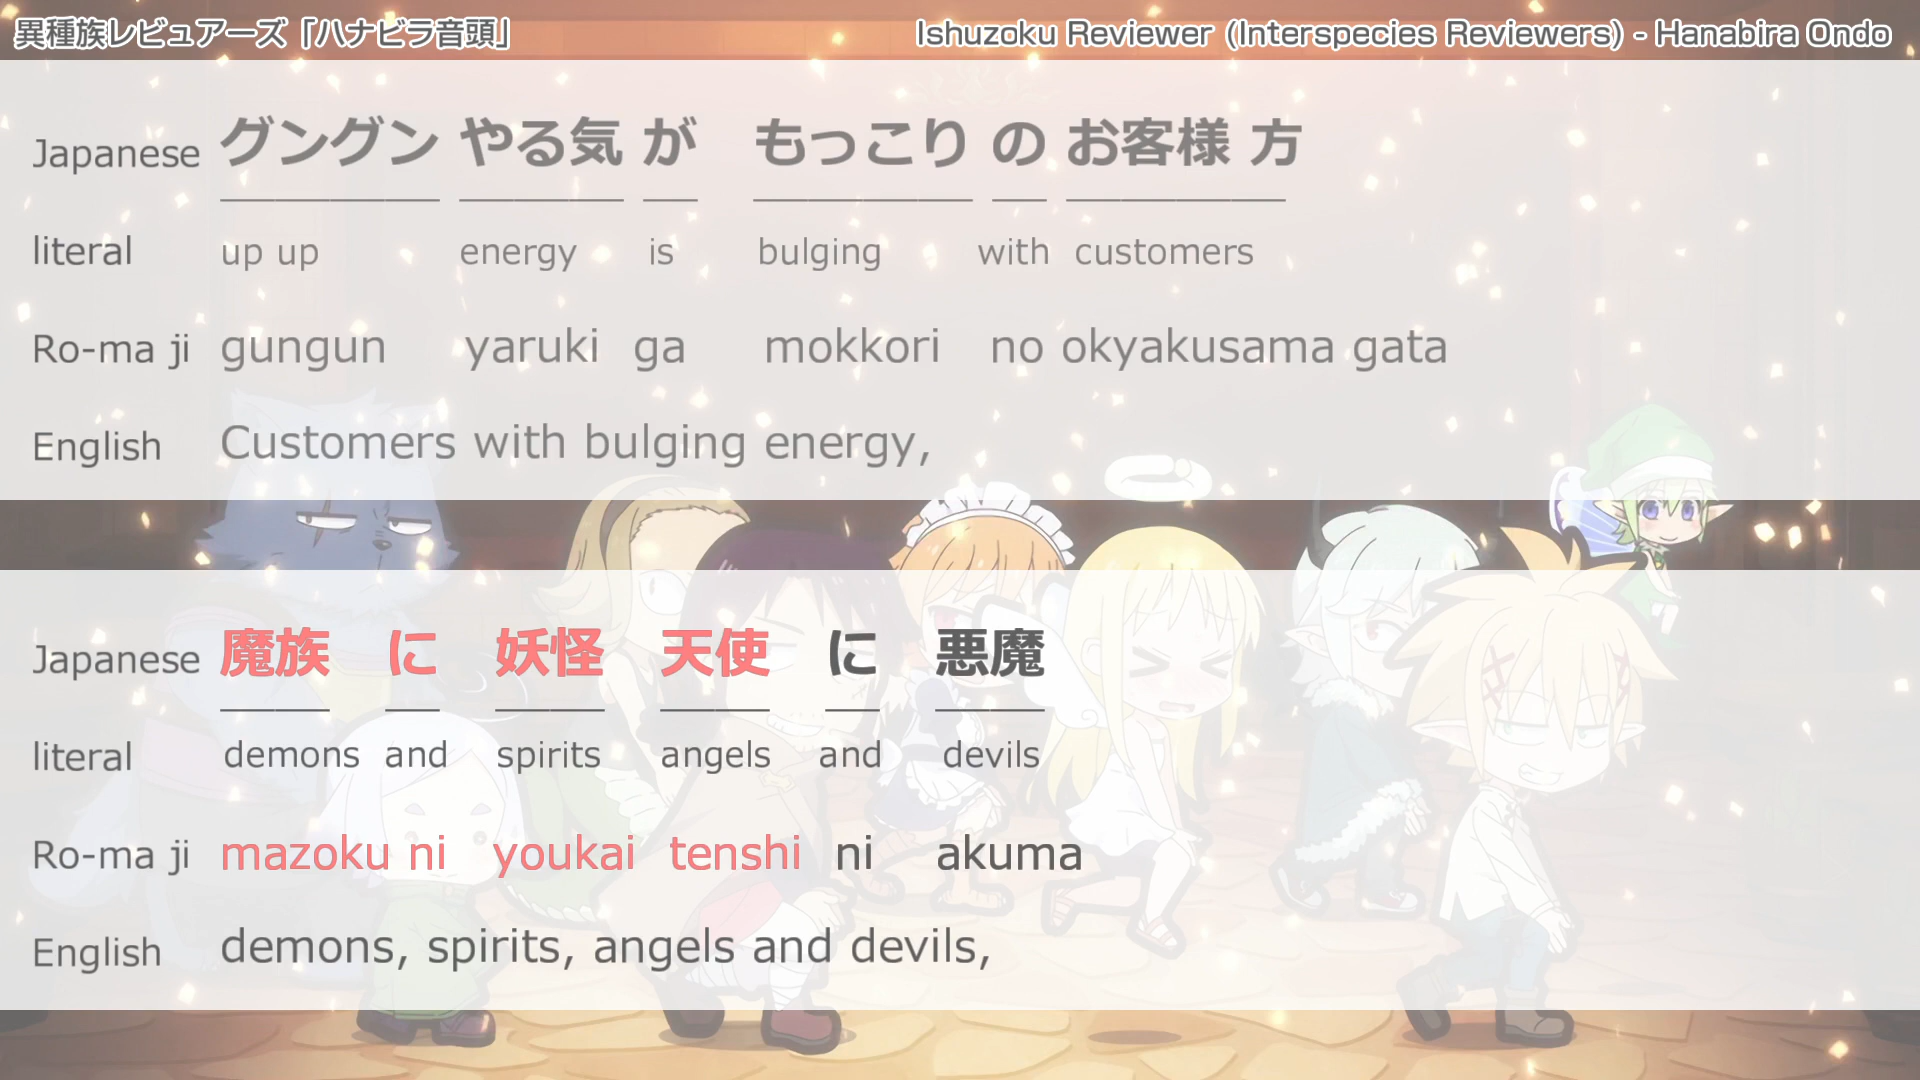 異種族レビュアーズ「ハナビラ音頭」 Ishuzoku Reviewer (Interspecies Reviewers) - Hanabira Ondo
Japanese グングン やる気 が もっこり の お客様 方
literal up up energy is bulging with customers
Ro-ma ji gungun yaruki ga mokkori no okyakusama gata
English Customers with bulging energy,
Japanese 魔族 に 妖怪 天使 に 悪魔
literal demons and spirits angels and devils
Ro-ma ji mazoku ni youkai tenshi ni akuma
English demons, spirits, angels and devils,